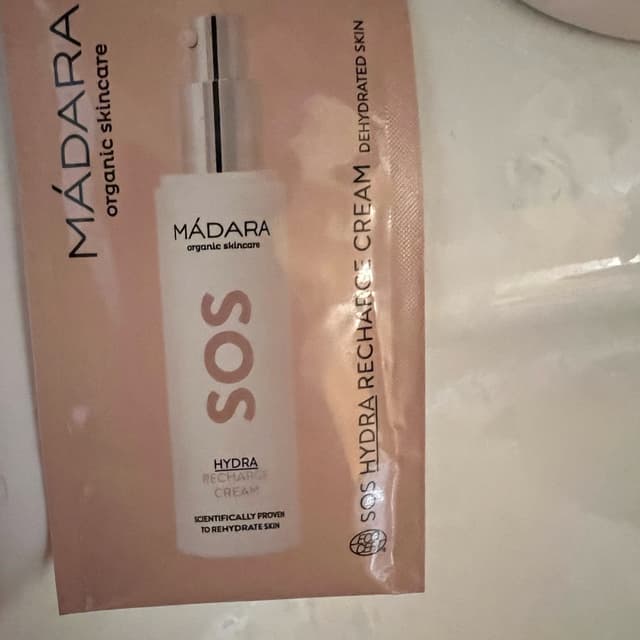 MÁDARA
organic skincare
MÁDARA
organic skincare
SOS
HYDRA
RECHARGE
CREAM
SCIENTIFICALLY PROVEN
TO REHYDRATE SKIN
SOS HYDRA RECHARGE CREAM DEHYDRATED SKIN